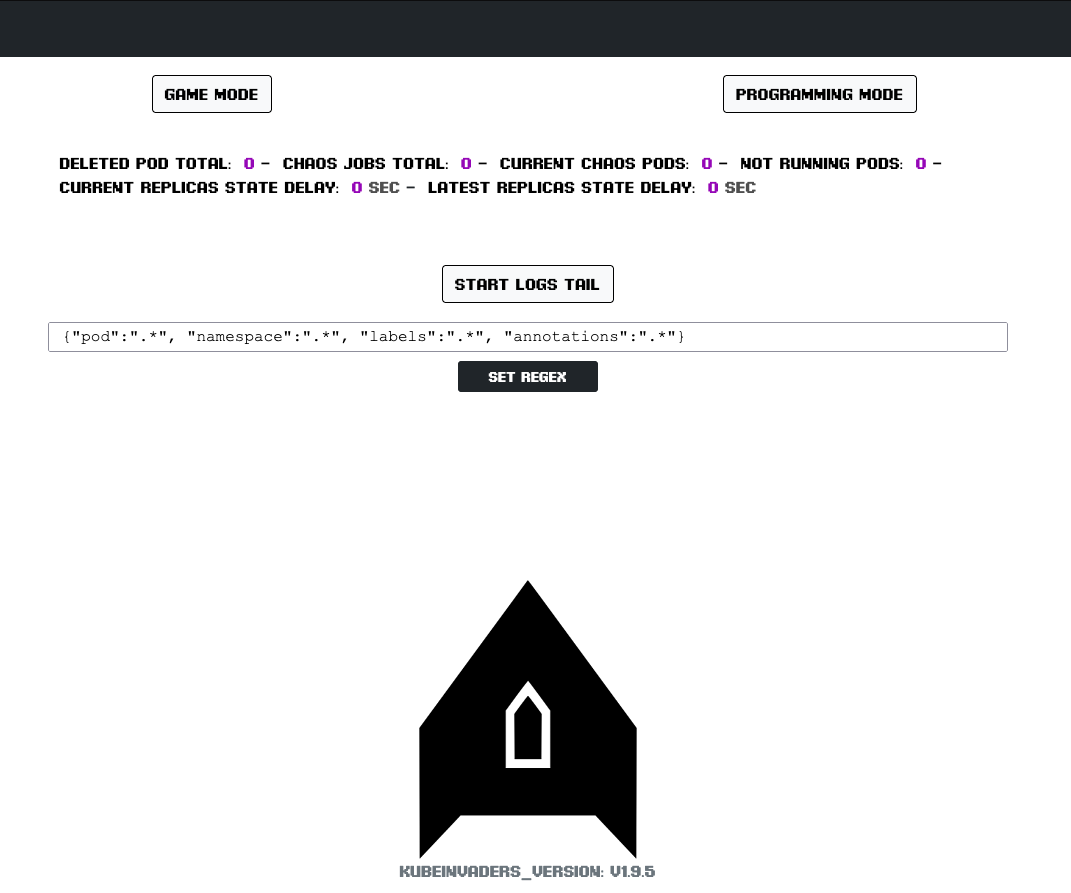 GAME MODE
PROGRAMMING MODE
DELETED POD TOTAL: 0 - CHAOS JOBS TOTAL: 0 - CURRENT CHAOS PODS: 0 - NOT RUNNING PODS: 0 -
CURRENT REPLICAS STATE DELAY: 0 SEC - LATEST REPLICAS STATE DELAY: 0 SEC
START LOGS TAIL
{"pod":".*", "namespace":".*", "labels":".*", "annotations":".*"}
SET REGEX
KUBEINVADERS_VERSION: V1.9.5